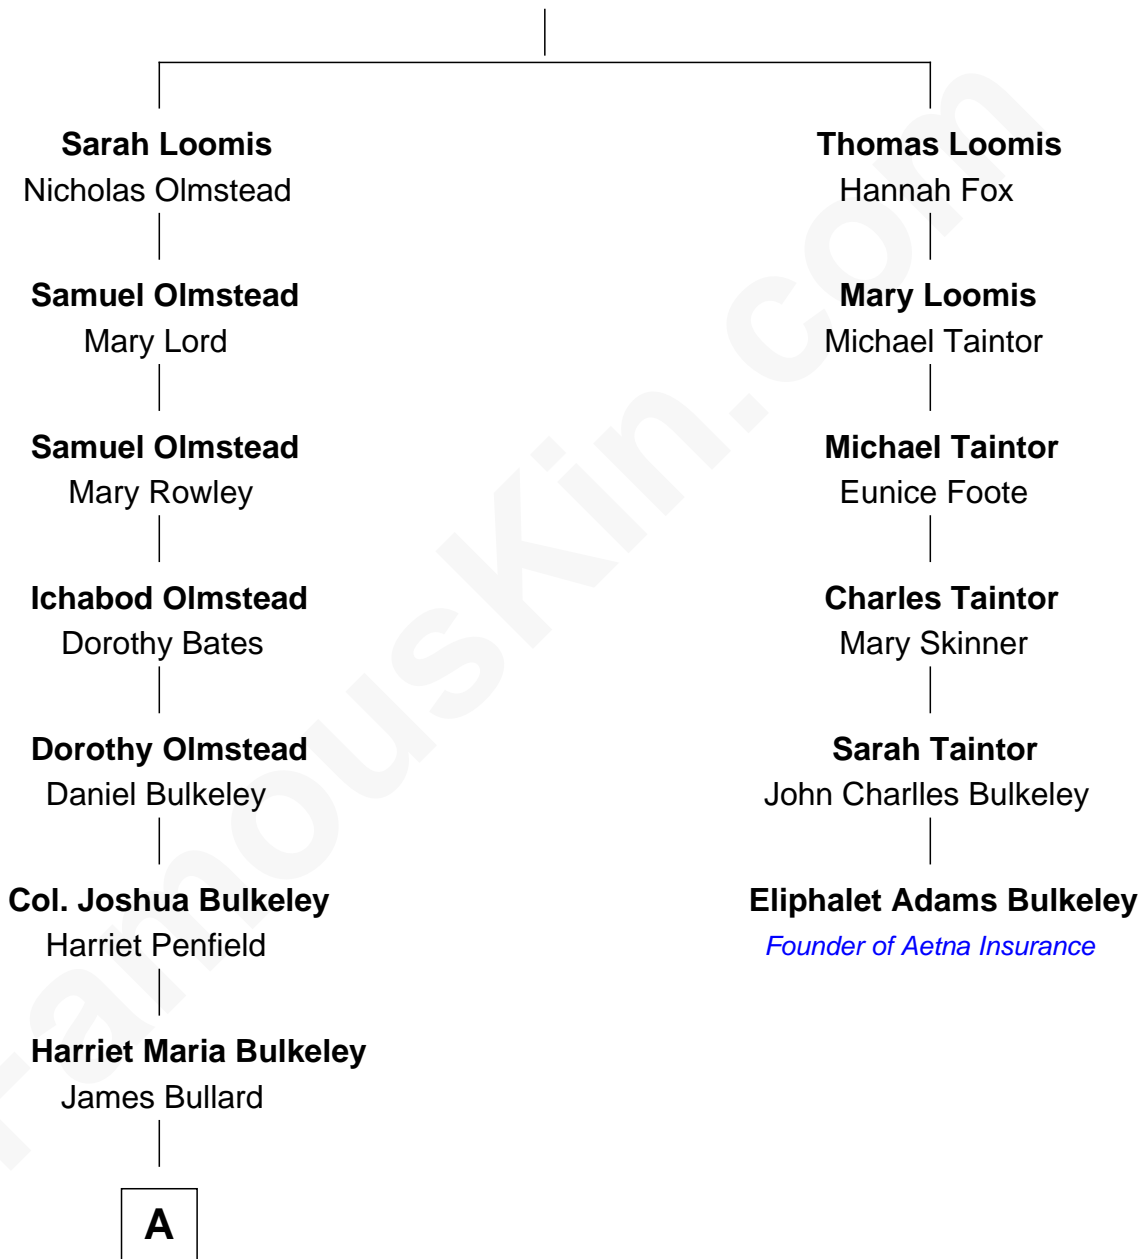 Sarah Loomis
Nicholas Olmstead
Samuel Olmstead
Mary Lord
Samuel Olmstead
Mary Rowley
Ichabod Olmstead
Dorothy Bates
Dorothy Olmstead
Daniel Bulkeley
Col. Joshua Bulkeley
Harriet Penfield
Harriet Maria Bulkeley
James Bullard
A
Thomas Loomis
Hannah Fox
Mary Loomis
Michael Taintor
Michael Taintor
Eunice Foote
Charles Taintor
Mary Skinner
Sarah Taintor
John Charlles Bulkeley
Eliphalet Adams Bulkeley
Founder of Aetna Insurance
FamousKin.com